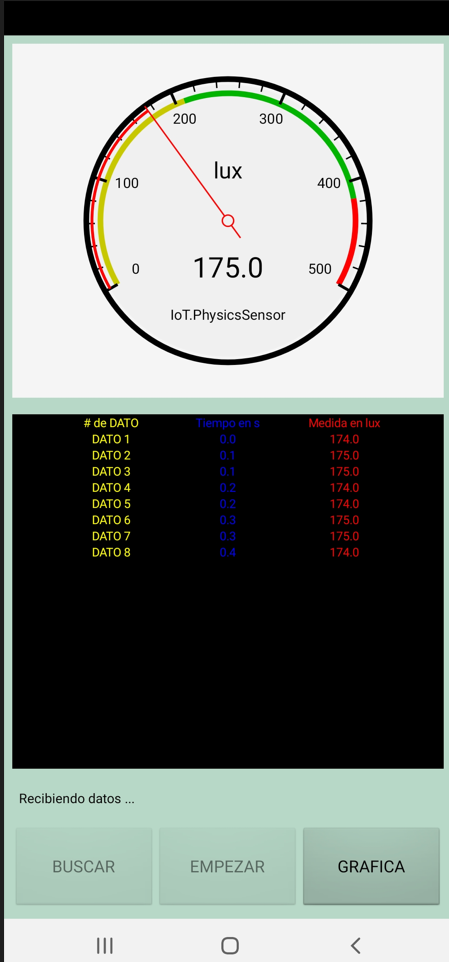 200
300
lux
100
400
0
175.0
500
IoT.PhysicsSensor
# de DATO Tiempo en s Medida en lux
DATO 1 0.0 174.0
DATO 2 0.1 175.0
DATO 3 0.1 175.0
DATO 4 0.2 174.0
DATO 5 0.2 174.0
DATO 6 0.3 175.0
DATO 7 0.3 175.0
DATO 8 0.4 174.0
Recibiendo datos ...
BUSCAR EMPEZAR GRAFICA